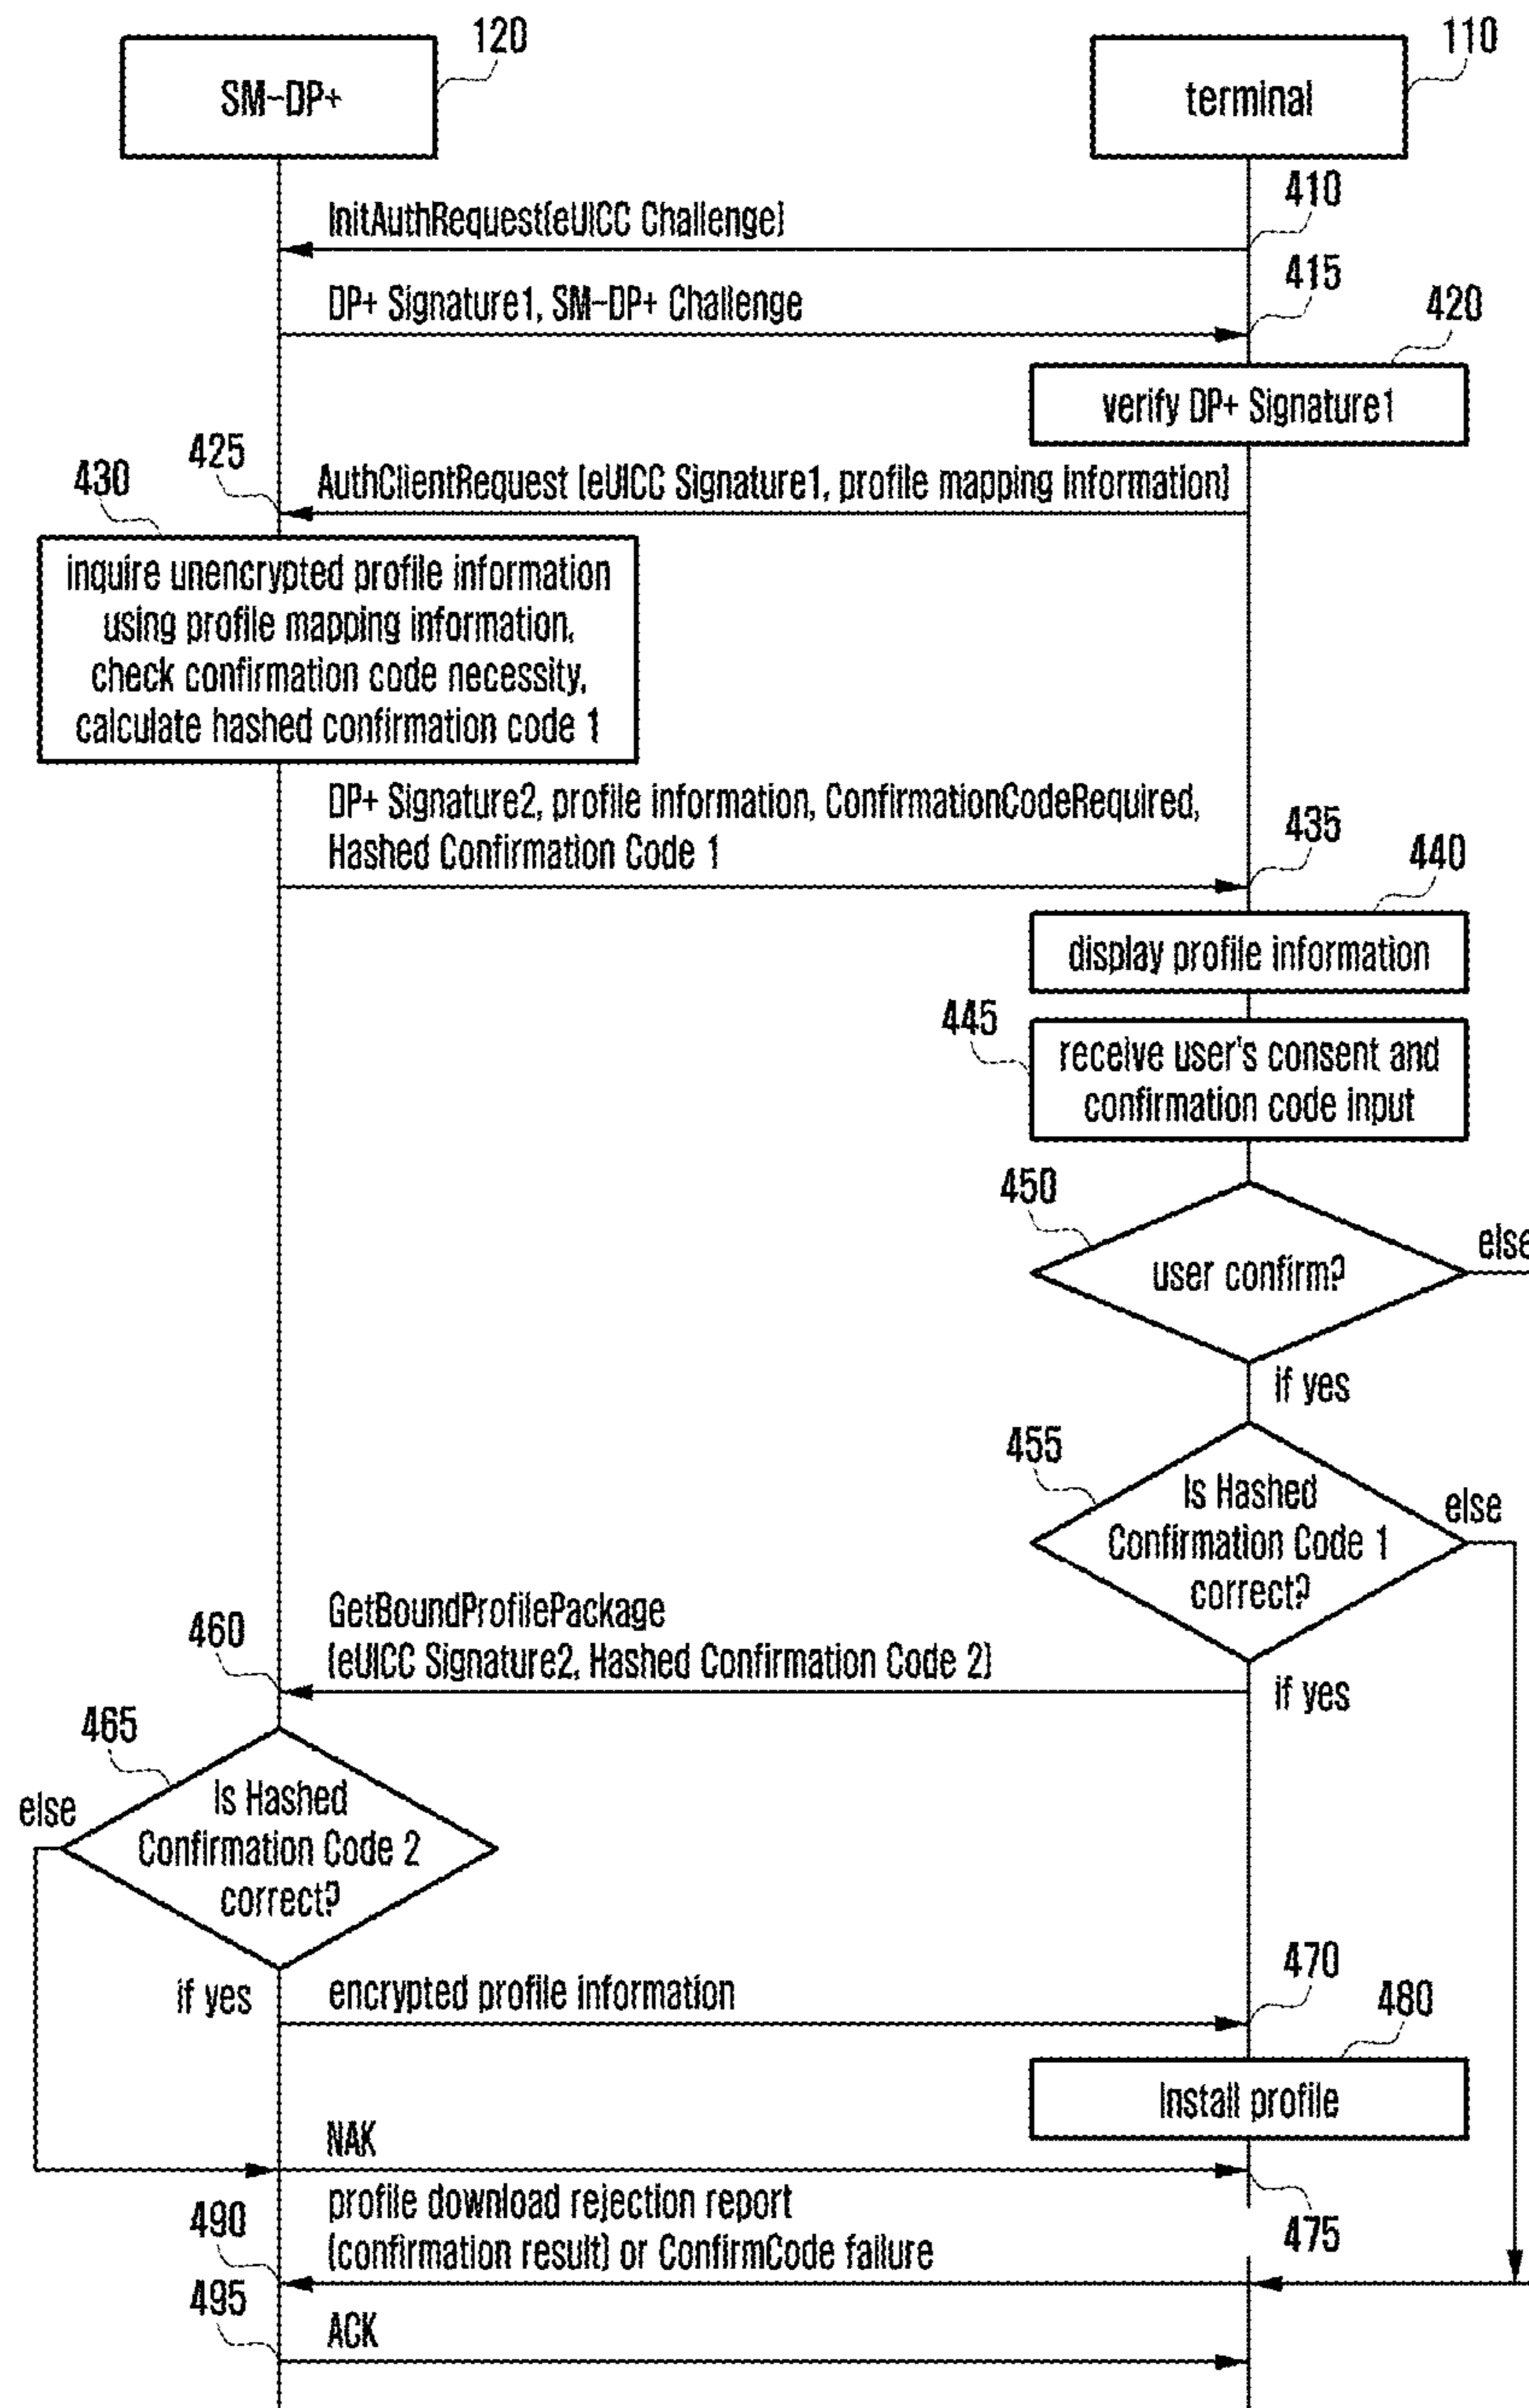 120
110
SM-DP+
terminal
410
InitAuthRequest(eUICC Challenge)
415
DP+ Signature1, SM-DP+ Challenge
420
verify DP+ Signature1
425
430
AuthClientRequest (eUICC Signature1, profile mapping Information)
inquire unencrypted profile information
using profile mapping information,
check confirmation code necessity,
calculate hashed confirmation code 1
DP+ Signature2, profile information, ConfirmationCodeRequired,
Hashed Confirmation Code 1
435
440
display profile information
445
receive user's consent and
confirmation code input
450
else
user confirm?
if yes
455
Is Hashed
Confirmation Code 1
correct?
else
GetBoundProfilePackage
(eUICC Signature2, Hashed Confirmation Code 2)
460
if yes
465
else
Is Hashed
Confirmation Code 2
correct?
470
if yes
encrypted profile information
480
Install profile
NAK
475
profile download rejection report
(confirmation result) or ConfirmCode failure
490
495
ACK